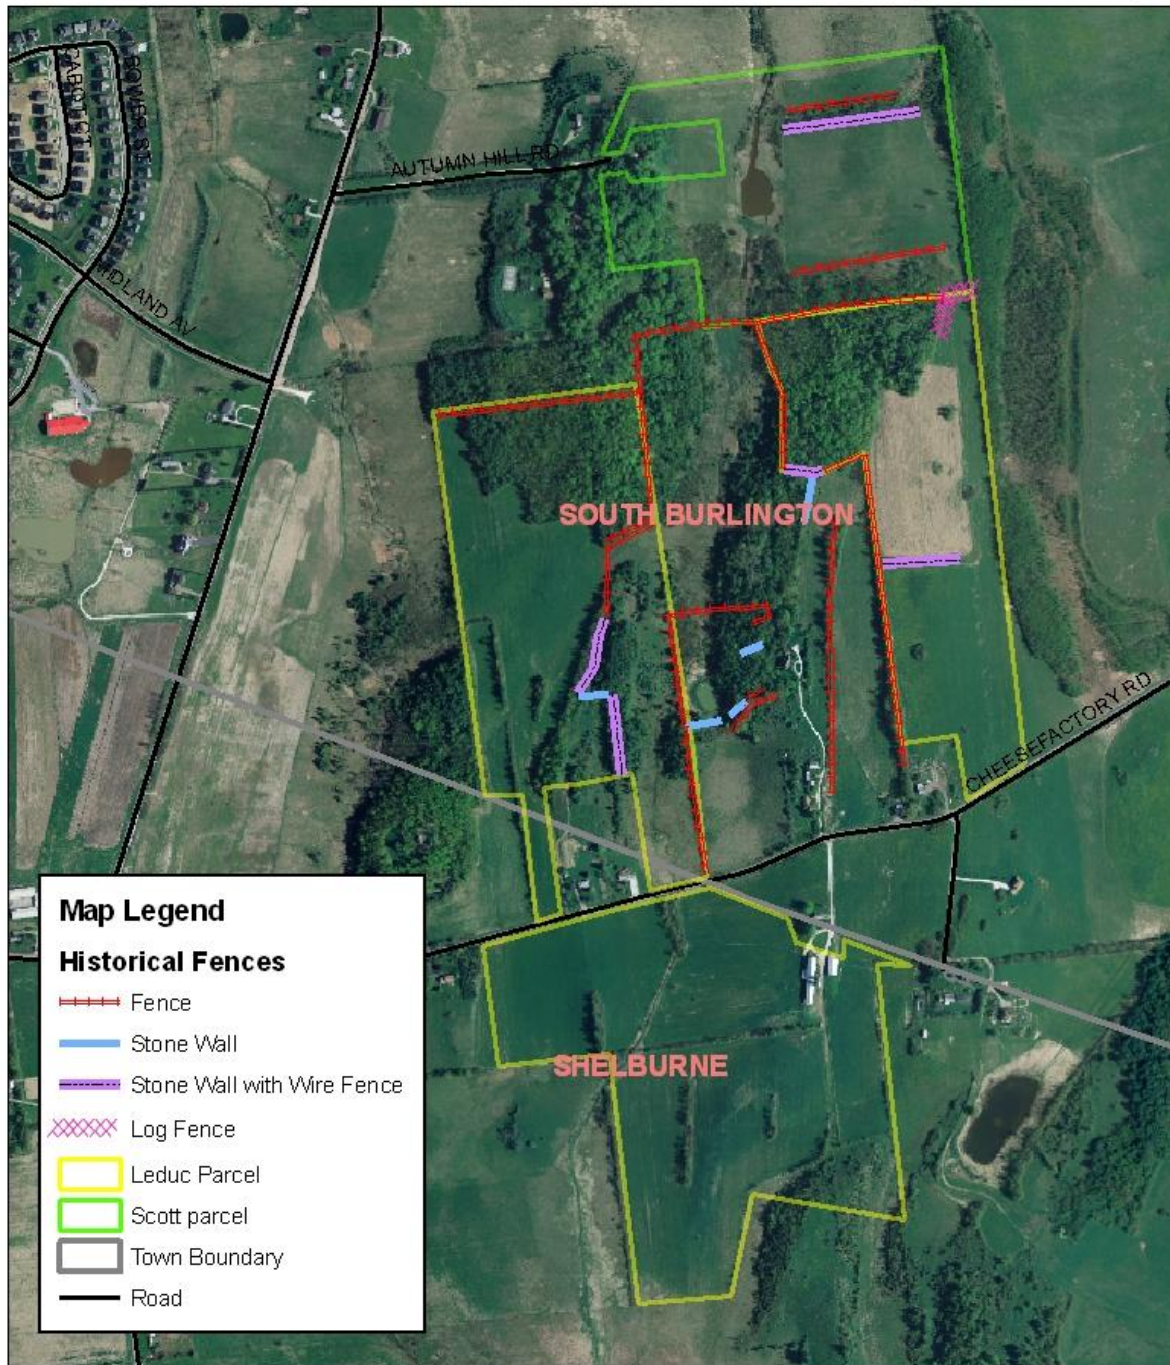 CABOT CT
BOWER ST
AUTUMN HILL RD
MIDLAND AV
SOUTH BURLINGTON
CHEESEFACTORY RD
SHELBURNE
Map Legend
Historical Fences
Fence
Stone Wall
Stone Wall with Wire Fence
Log Fence
Leduc Parcel
Scott parcel
Town Boundary
Road